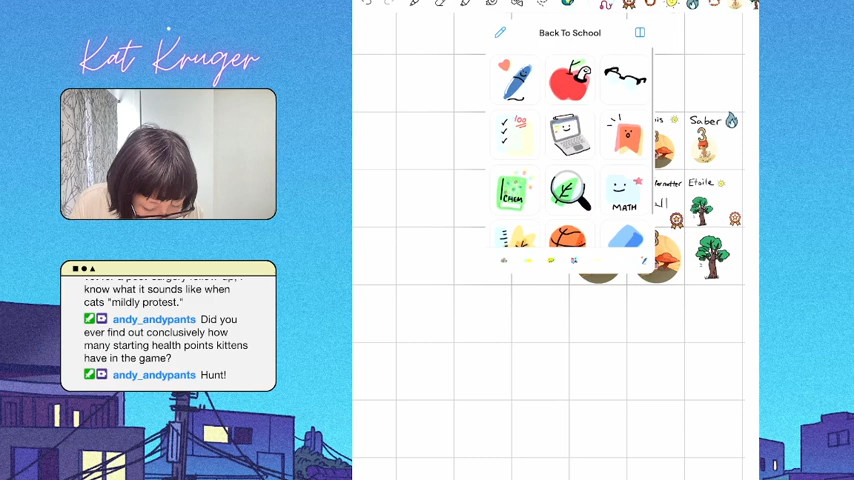 Kat Kruger
Back To School
100
CHEM
MATH
is
Saber
3
Etoile
know what it sounds like when
cats "mildly protest."
andy_andypants Did you
ever find out conclusively how
many starting health points kittens
have in the game?
andy_andypants Hunt!